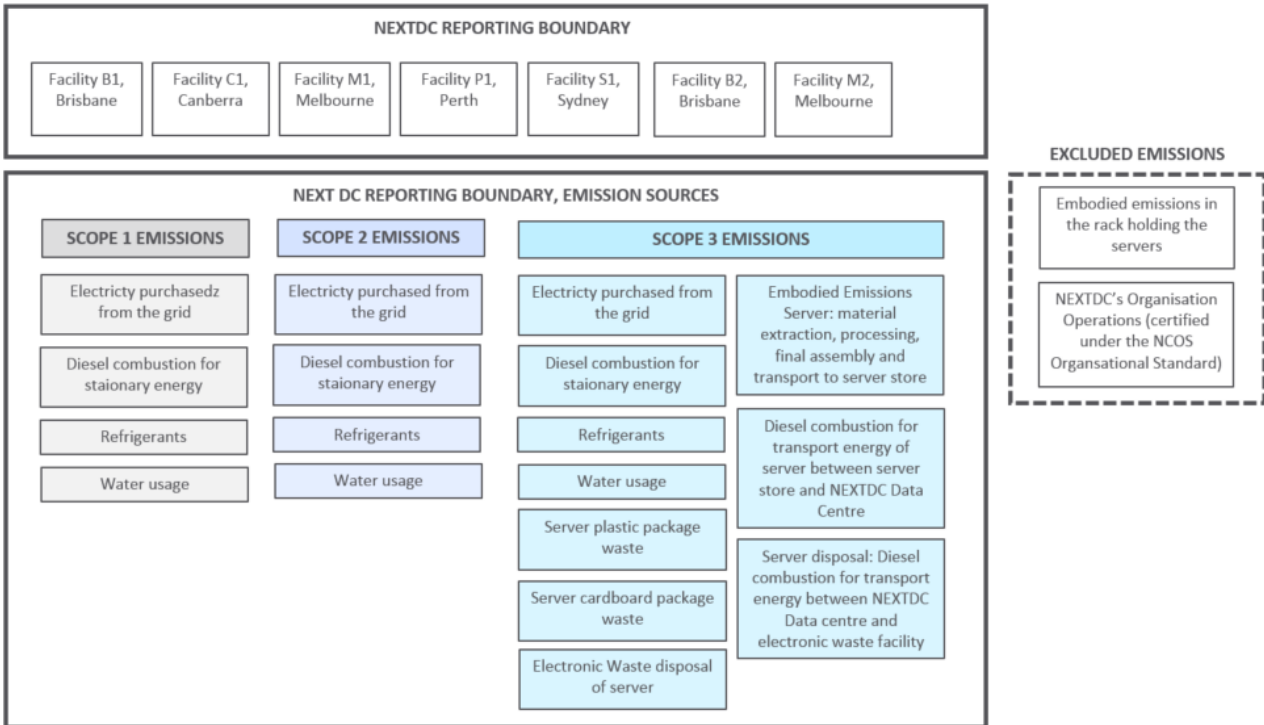 NEXTDC REPORTING BOUNDARY
Facility B1,
Brisbane
Facility C1,
Canberra
Facility M1,
Melbourne
Facility P1,
Perth
Facility S1,
Sydney
Facility B2,
Brisbane
Facility M2,
Melbourne
NEXT DC REPORTING BOUNDARY, EMISSION SOURCES
SCOPE 1 EMISSIONS
Electricty purchasedz
from the grid
Diesel combustion for
staionary energy
Refrigerants
Water usage
SCOPE 2 EMISSIONS
Electricty purchased from
the grid
Diesel combustion for
staionary energy
Refrigerants
Water usage
SCOPE 3 EMISSIONS
Electricty purchased from
the grid
Diesel combustion for
staionary energy
Refrigerants
Water usage
Server plastic package
waste
Server cardboard package
waste
Electronic Waste disposal
of server
Embodied Emissions
Server: material
extraction, processing,
final assembly and
transport to server store
Diesel combustion for
transport energy of
server between server
store and NEXTDC Data
Centre
Server disposal: Diesel
combustion for transport
energy between NEXTDC
Data centre and
electronic waste facility
EXCLUDED EMISSIONS
Embodied emissions in
the rack holding the
servers
NEXTDC's Organisation
Operations (certified
under the NCOS
Organsational Standard)